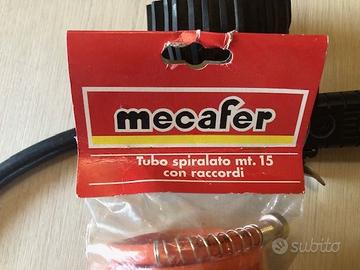 mecafer
Tubo spiralato mt. 15
con raccordi
subito